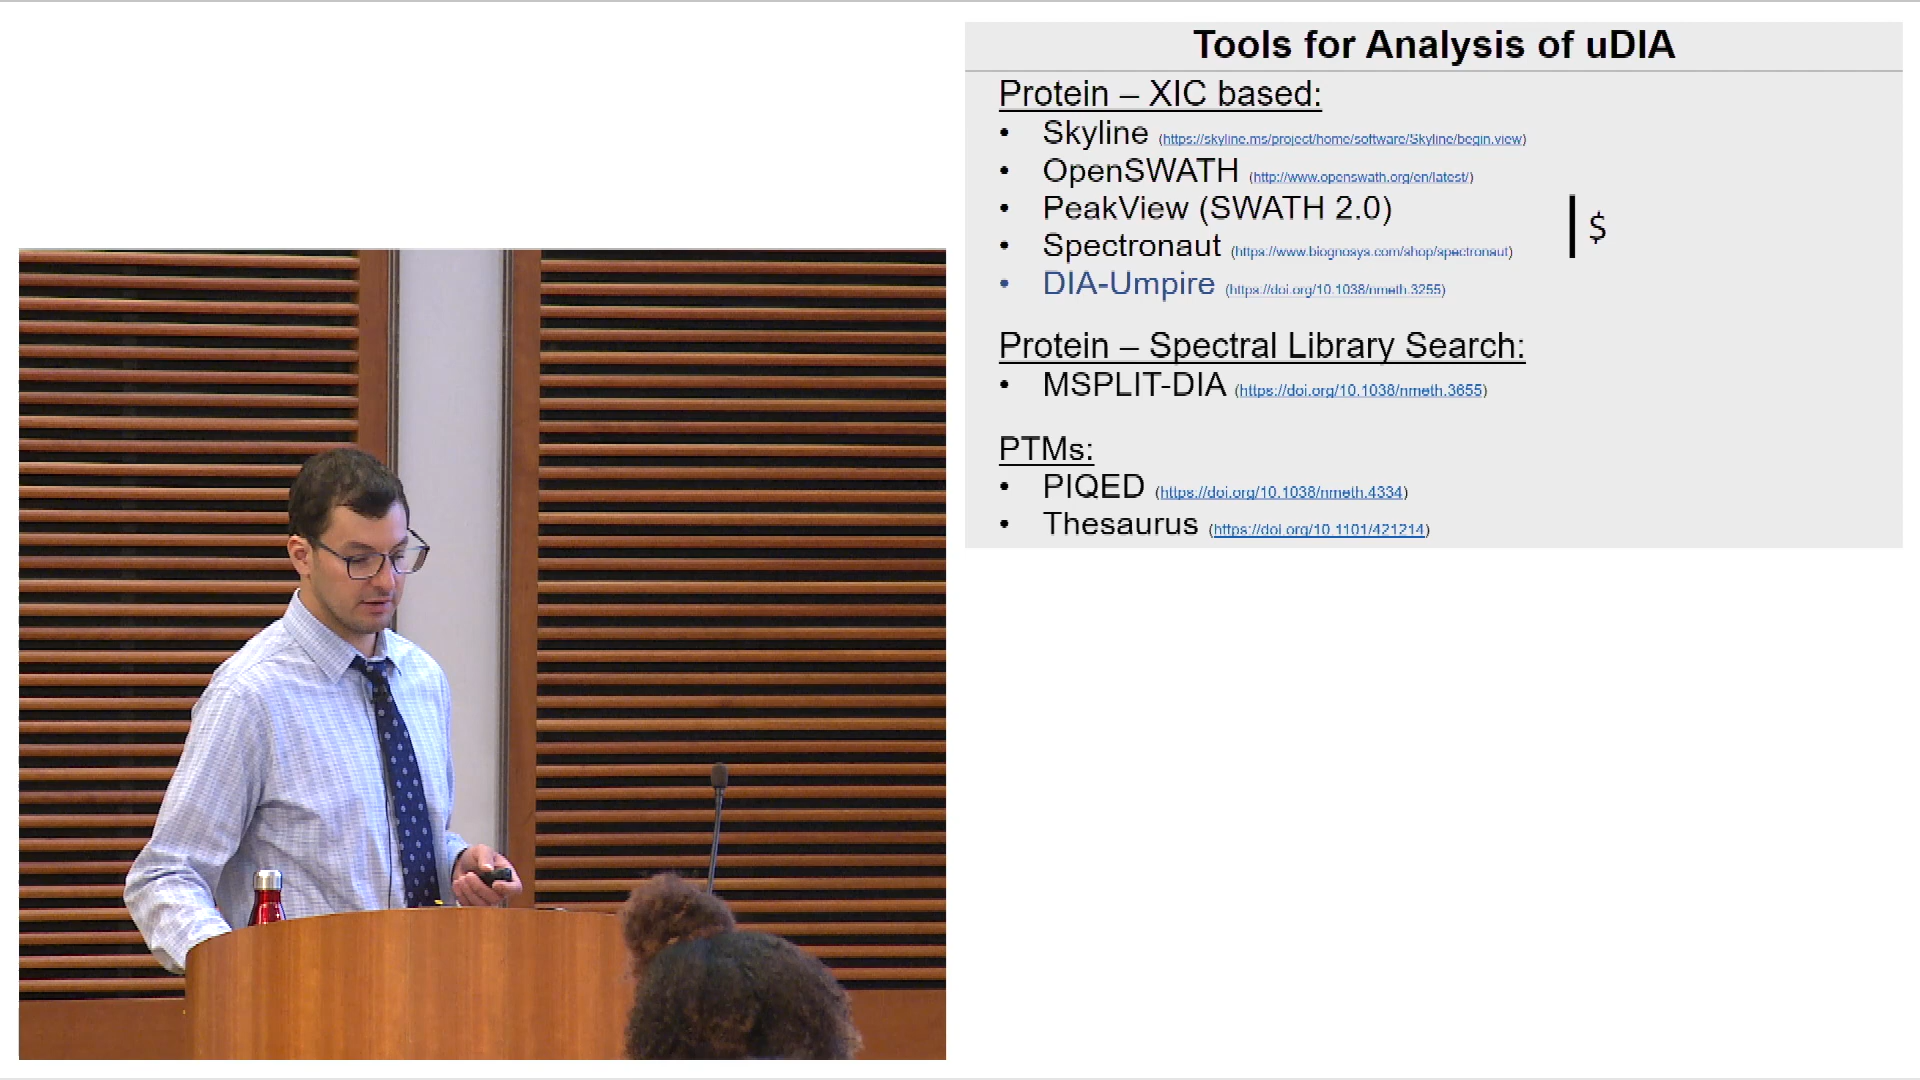 Tools for Analysis of uDIA
Protein – XIC based:
• Skyline (https://skyline.ms/project/home/software/Skyline/begin.view)
• OpenSWATH (http://www.openswath.org/en/latest/)
• PeakView (SWATH 2.0)
$
• Spectronaut (https://www.biognosys.com/shop/spectronaut)
• DIA-Umpire (https://doi.org/10.1038/nmeth.3255)
Protein – Spectral Library Search:
• MSPLIT-DIA (https://doi.org/10.1038/nmeth.3655)
PTMs:
• PIQED (https://doi.org/10.1038/nmeth.4334)
• Thesaurus (https://doi.org/10.1101/421214)